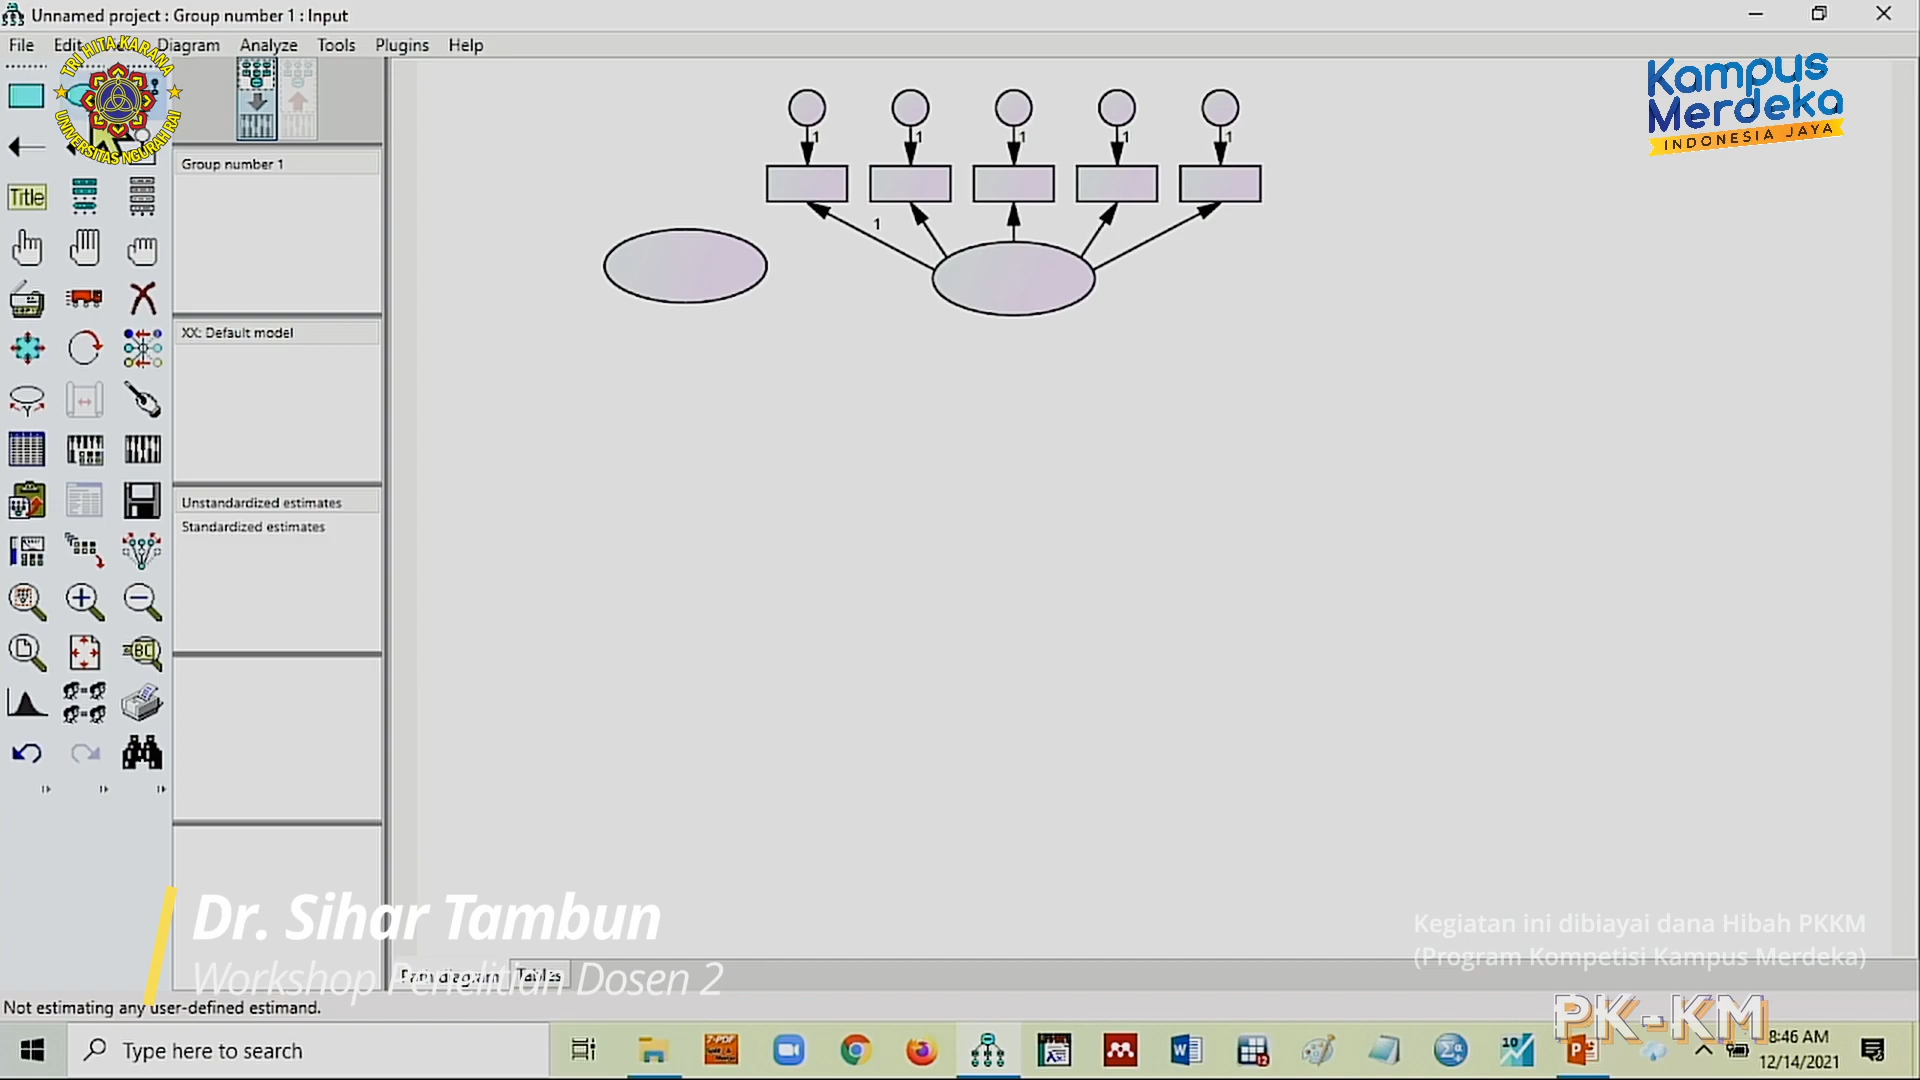 Unnamed project : Group number 1 : Input
File Edit Diagram Analyze Tools Plugins Help
TRI HITA KARANA
UNIVERSITAS NGURAH RAI
Kampus
Merdeka
INDONESIA JAYA
1 1 1 1 1
1
Title
Group number 1
XX: Default model
Unstandardized estimates
Standardized estimates
Dr. Sihar Tambun
Workshop Penelitian Dosen 2
Tables
Kegiatan ini dibiayai dana Hibah PKKM
(Program Kompetisi Kampus Merdeka)
Not estimating any user-defined estimand.
PK-KM
Type here to search
8:46 AM
12/14/2021